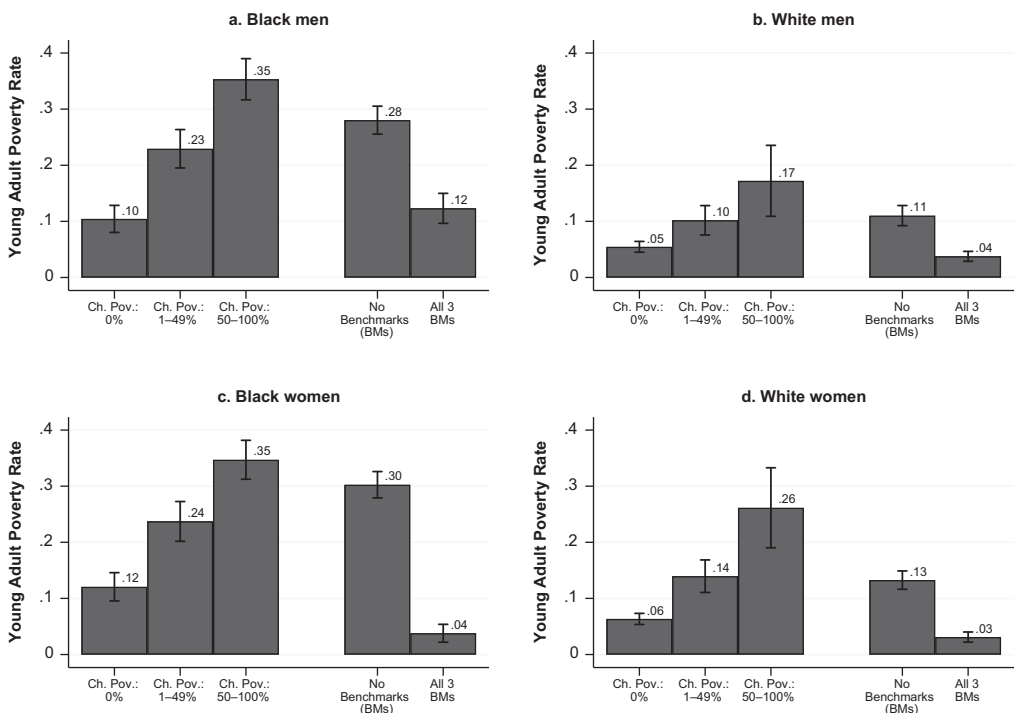 a. Black men
Young Adult Poverty Rate
.4
.3
.2
.1
0
.10
.23
.35
.28
.12
Ch. Pov.:
0%
Ch. Pov.:
1–49%
Ch. Pov.:
50–100%
No
Benchmarks
(BMs)
All 3
BMs
b. White men
Young Adult Poverty Rate
.4
.3
.2
.1
0
.05
.10
.17
.11
.04
Ch. Pov.:
0%
Ch. Pov.:
1–49%
Ch. Pov.:
50–100%
No
Benchmarks
(BMs)
All 3
BMs
c. Black women
Young Adult Poverty Rate
.4
.3
.2
.1
0
.12
.24
.35
.30
.04
Ch. Pov.:
0%
Ch. Pov.:
1–49%
Ch. Pov.:
50–100%
No
Benchmarks
(BMs)
All 3
BMs
d. White women
Young Adult Poverty Rate
.4
.3
.2
.1
0
.06
.14
.26
.13
.03
Ch. Pov.:
0%
Ch. Pov.:
1–49%
Ch. Pov.:
50–100%
No
Benchmarks
(BMs)
All 3
BMs